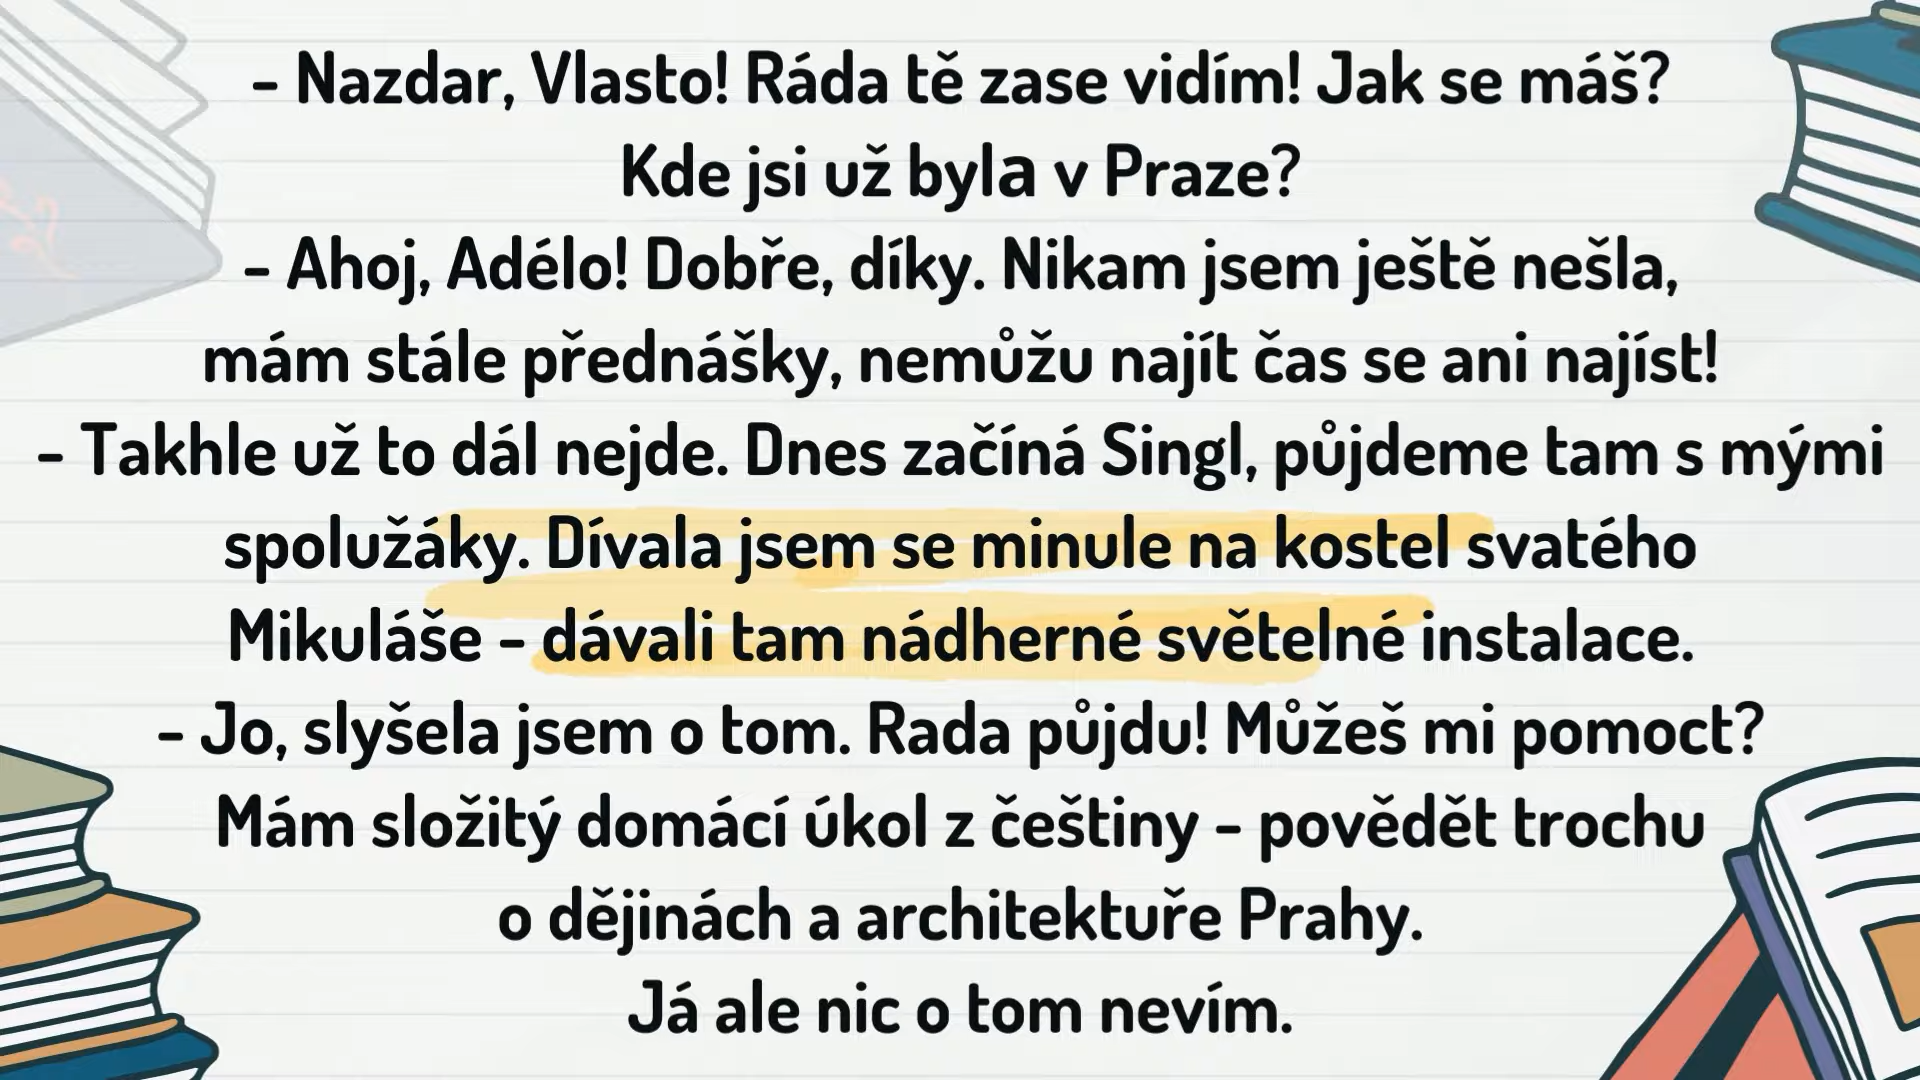 – Nazdar, Vlasto! Ráda tě zase vidím! Jak se máš?
Kde jsi už byla v Praze?
– Ahoj, Adélo! Dobře, díky. Nikam jsem ještě nešla,
mám stále přednášky, nemůžu najít čas se ani najíst!
– Takhle už to dál nejde. Dnes začíná Singl, půjdeme tam s mými
spolužáky. Dívala jsem se minule na kostel svatého
Mikuláše – dávali tam nádherné světelné instalace.
– Jo, slyšela jsem o tom. Rada půjdu! Můžeš mi pomoct?
Mám složitý domácí úkol z češtiny – povědět trochu
o dějinách a architektuře Prahy.
Já ale nic o tom nevím.